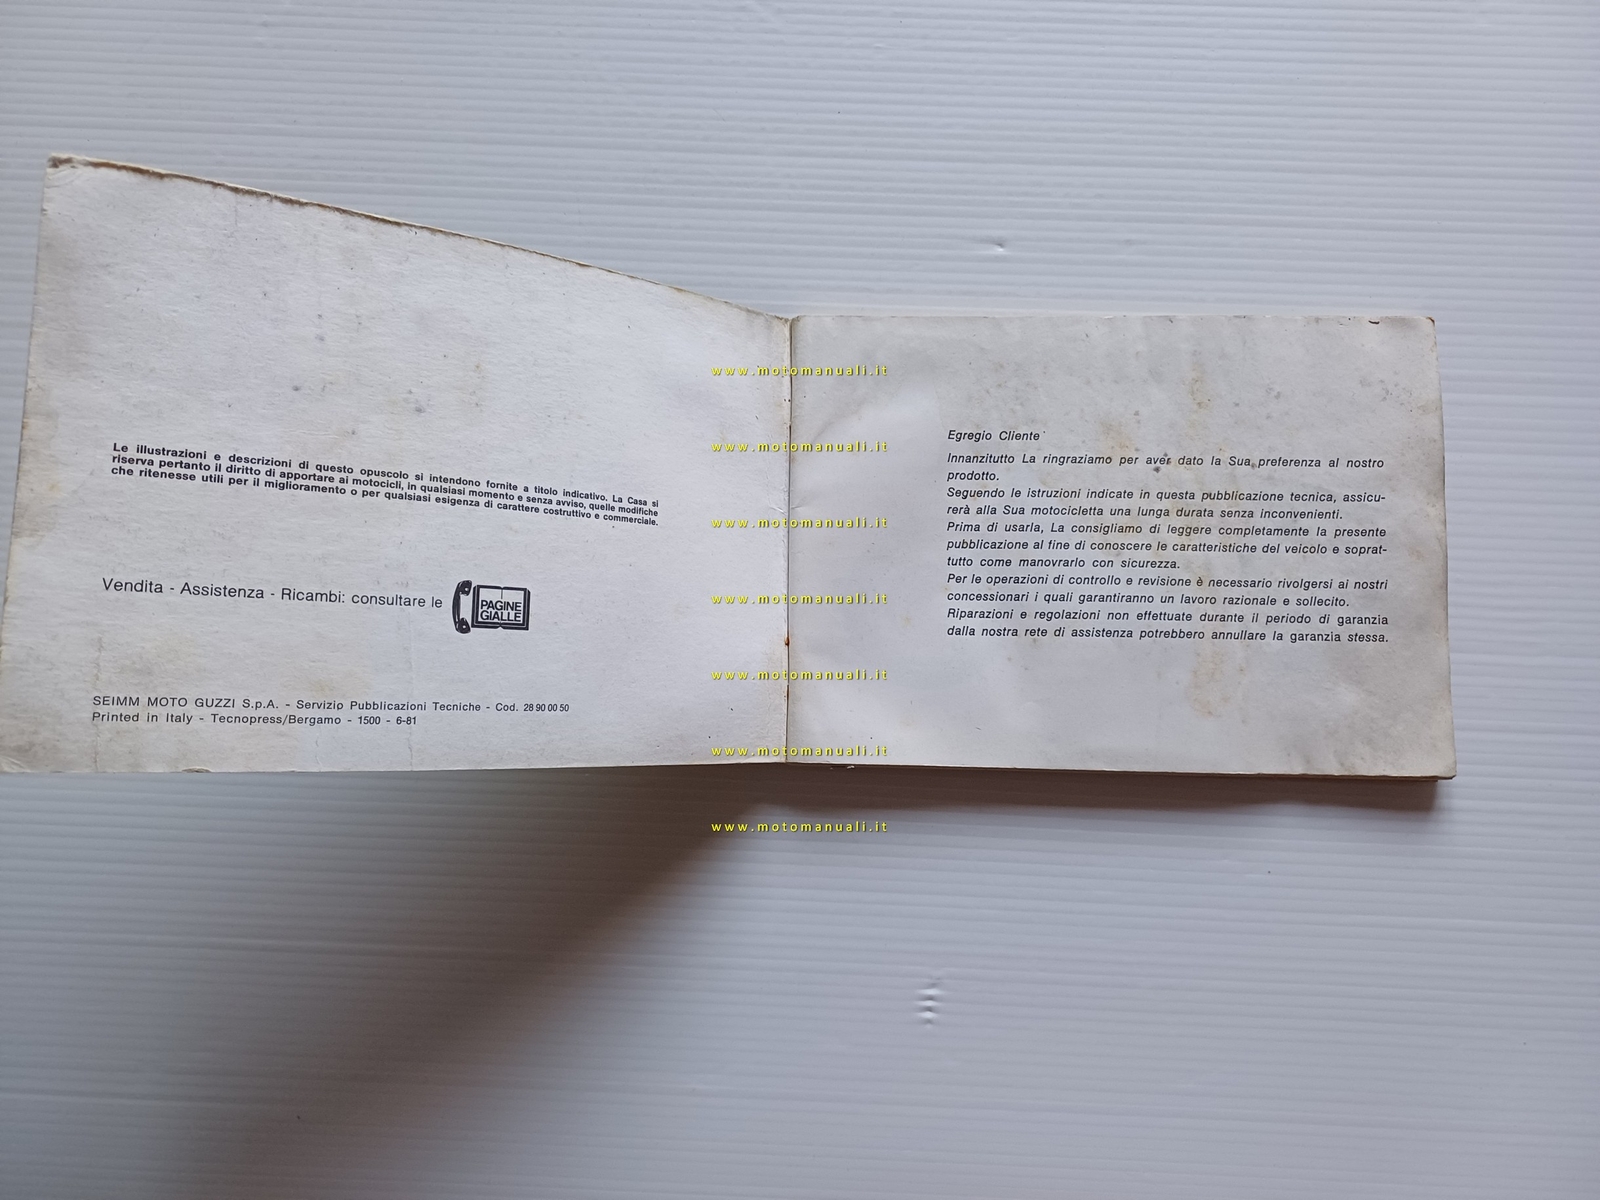 Le illustrazioni e descrizioni di questo opuscolo si intendono fornite a titolo indicativo. La Casa si
riserva pertanto il diritto di apportare ai motocicli, in qualsiasi momento e senza avviso, quelle modifiche
che ritenesse utili per il miglioramento o per qualsiasi esigenza di carattere costruttivo e commerciale.
Vendita - Assistenza - Ricambi: consultare le
PAGINE
GIALLE
SEIMM MOTO GUZZI S.p.A. - Servizio Pubblicazioni Tecniche - Cod. 28 90 00 50
Printed in Italy - Tecnopress/Bergamo - 1500 - 6-81
www.motomanuali.it
www.motomanuali.it
www.motomanuali.it
www.motomanuali.it
www.motomanuali.it
www.motomanuali.it
www.motomanuali.it
Egregio Cliente
Innanzitutto La ringraziamo per aver dato la Sua preferenza al nostro
prodotto.
Seguendo le istruzioni indicate in questa pubblicazione tecnica, assicu-
rerà alla Sua motocicletta una lunga durata senza inconvenienti.
Prima di usarla, La consigliamo di leggere completamente la presente
pubblicazione al fine di conoscere le caratteristiche del veicolo e soprat-
tutto come manovrarlo con sicurezza.
Per le operazioni di controllo e revisione è necessario rivolgersi ai nostri
concessionari i quali garantiranno un lavoro razionale e sollecito.
Riparazioni e regolazioni non effettuate durante il periodo di garanzia
dalla nostra rete di assistenza potrebbero annullare la garanzia stessa.